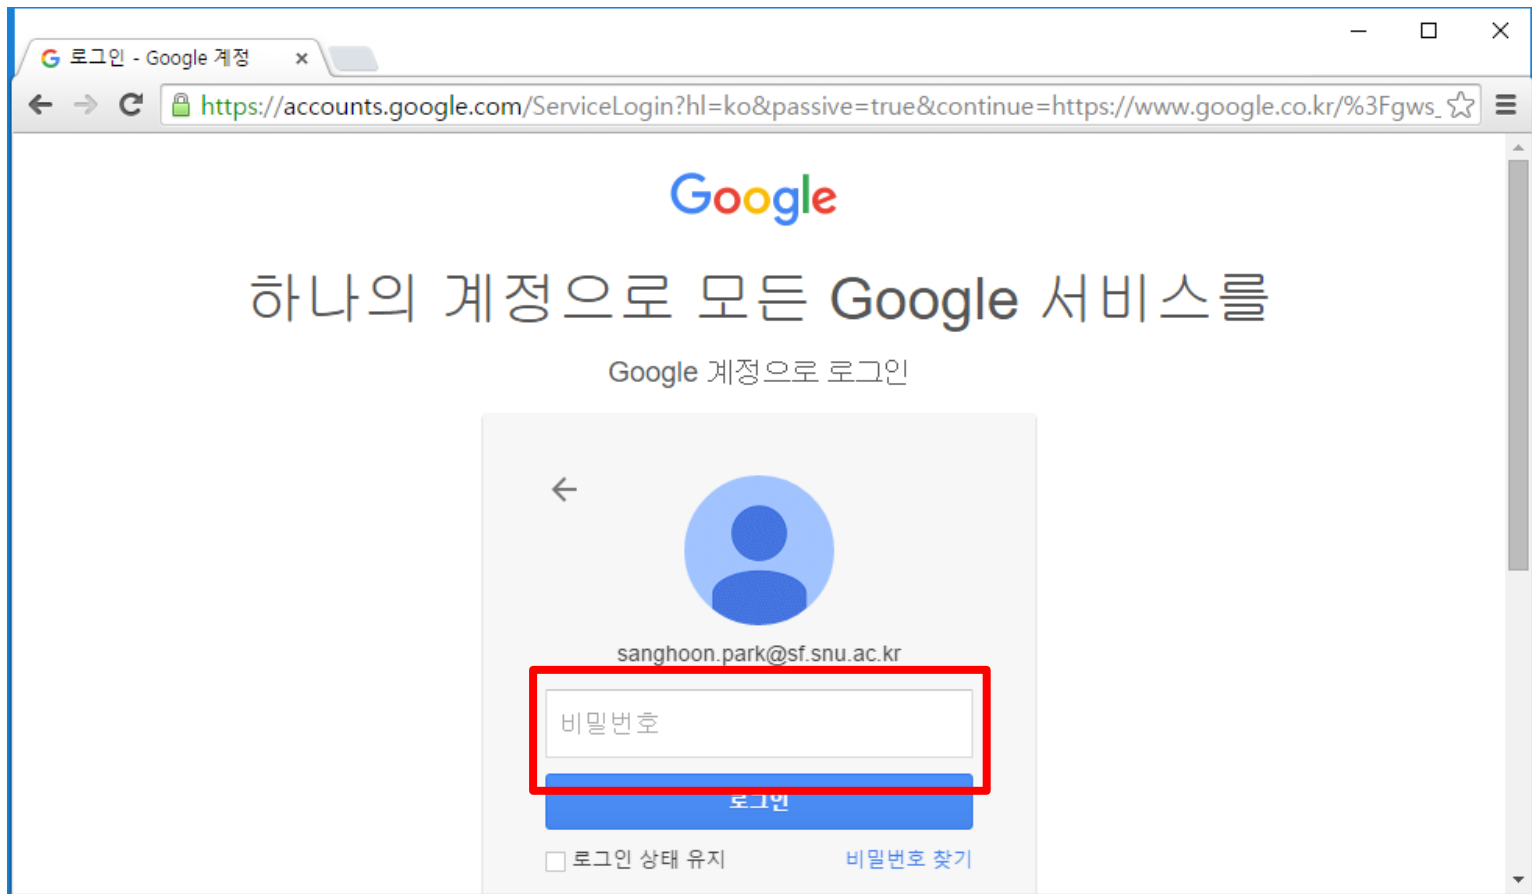 로그인 - Google 계정
https://accounts.google.com/ServiceLogin?hl=ko&passive=true&continue=https://www.google.co.kr/%3Fgws_
Google
하나의 계정으로 모든 Google 서비스를
Google 계정으로 로그인
sanghoon.park@sf.snu.ac.kr
비밀번호
로그인
로그인 상태 유지 비밀번호 찾기